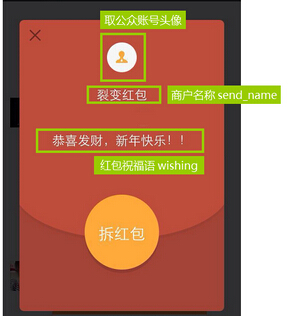 取公众账号头像
裂变红包
商户名称 send_name
恭喜发财，新年快乐！！
红包祝福语 wishing
拆红包